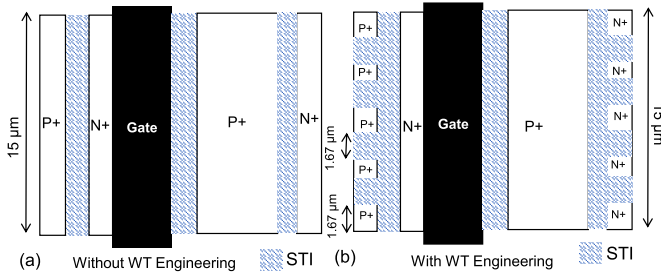 15 μm
P+
N+
Gate
P+
N+
(a)
Without WT Engineering
STI
P+
P+
P+
P+
P+
1.67 μm
1.67 μm
N+
Gate
P+
N+
N+
N+
N+
N+
15 μm
(b)
With WT Engineering
STI